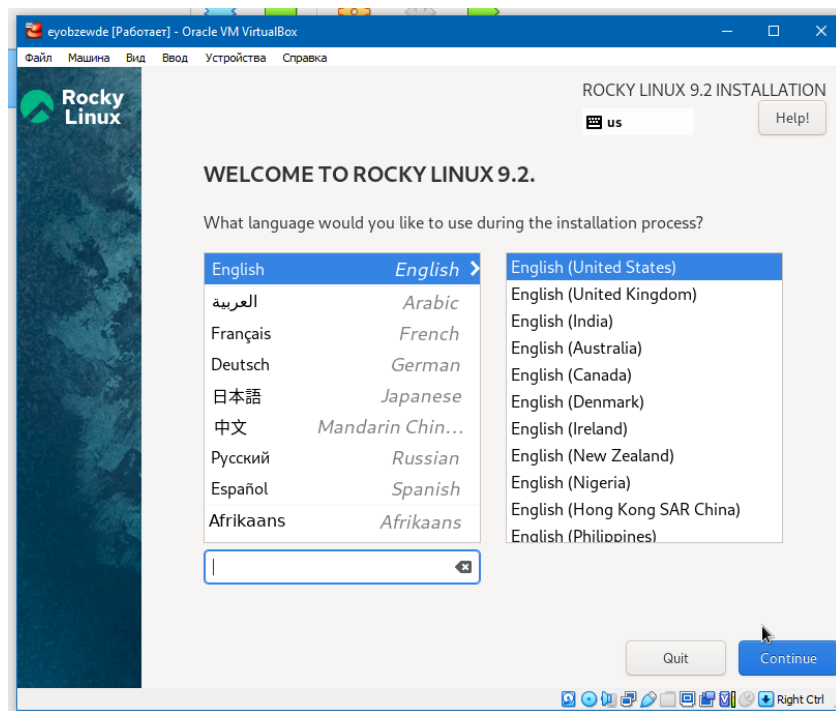 eyobzewde [Работает] - Oracle VM VirtualBox
Файл Машина Вид Ввод Устройства Справка
Rocky
Linux
ROCKY LINUX 9.2 INSTALLATION
us
Help!
WELCOME TO ROCKY LINUX 9.2.
What language would you like to use during the installation process?
English English
العربية Arabic
Français French
Deutsch German
日本語 Japanese
中文 Mandarin Chin...
Русский Russian
Español Spanish
Afrikaans Afrikaans
English (United States)
English (United Kingdom)
English (India)
English (Australia)
English (Canada)
English (Denmark)
English (Ireland)
English (New Zealand)
English (Nigeria)
English (Hong Kong SAR China)
English (Philippines)
Quit
Continue
Right Ctrl